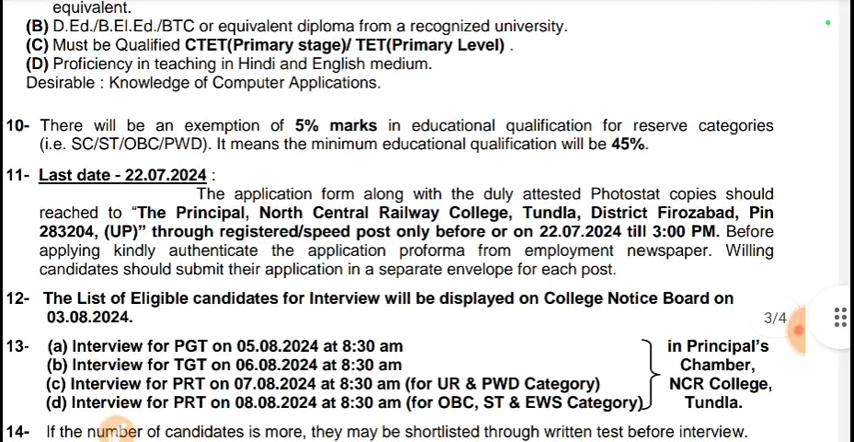 equivalent.
(B) D.Ed./B.El.Ed./BTC or equivalent diploma from a recognized university.
(C) Must be Qualified CTET(Primary stage)/ TET(Primary Level) .
(D) Proficiency in teaching in Hindi and English medium.
Desirable : Knowledge of Computer Applications.
10- There will be an exemption of 5% marks in educational qualification for reserve categories
(i.e. SC/ST/OBC/PWD). It means the minimum educational qualification will be 45%.
11- Last date - 22.07.2024 :
The application form along with the duly attested Photostat copies should
reached to “The Principal, North Central Railway College, Tundla, District Firozabad, Pin
283204, (UP)” through registered/speed post only before or on 22.07.2024 till 3:00 PM. Before
applying kindly authenticate the application proforma from employment newspaper. Willing
candidates should submit their application in a separate envelope for each post.
12- The List of Eligible candidates for Interview will be displayed on College Notice Board on
03.08.2024.
3/4
13- (a) Interview for PGT on 05.08.2024 at 8:30 am in Principal's
(b) Interview for TGT on 06.08.2024 at 8:30 am Chamber,
(c) Interview for PRT on 07.08.2024 at 8:30 am (for UR & PWD Category) NCR College,
(d) Interview for PRT on 08.08.2024 at 8:30 am (for OBC, ST & EWS Category) Tundla.
14- If the number of candidates is more, they may be shortlisted through written test before interview.